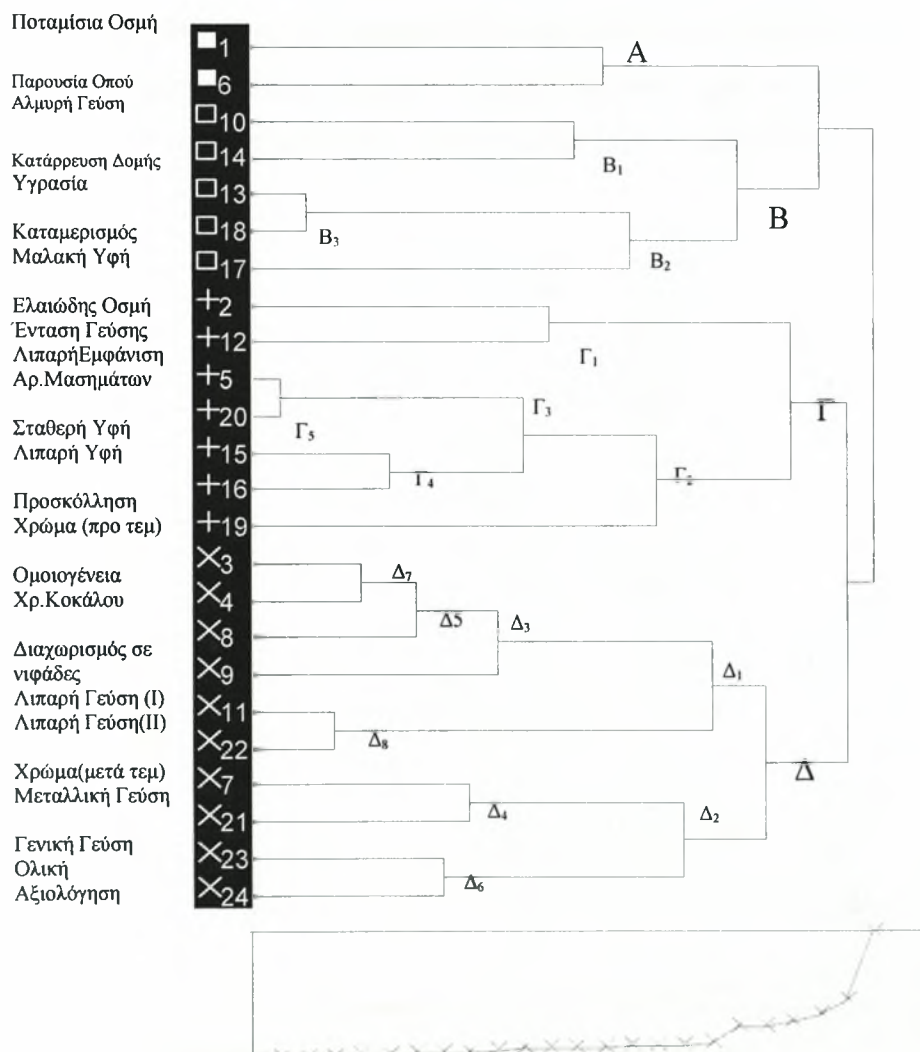 Ποταμίσια Οσμή
Παρουσία Οπού
Αλμυρή Γεύση
Κατάρρευση Δομής
Υγρασία
Καταμερισμός
Μαλακή Υφή
Ελαιώδης Οσμή
Ένταση Γεύσης
ΛιπαρήΕμφάνιση
Αρ.Μασημάτων
Σταθερή Υφή
Λιπαρή Υφή
Προσκόλληση
Χρώμα (προ τεμ)
Ομοιογένεια
Χρ.Κοκάλου
Διαχωρισμός σε
νιφάδες
Λιπαρή Γεύση (Ι)
Λιπαρή Γεύση(ΙΙ)
Χρώμα(μετά τεμ)
Μεταλλική Γεύση
Γενική Γεύση
Ολική
Αξιολόγηση
1
6
10
14
13
18
17
2
12
5
20
15
16
19
3
4
8
9
11
22
7
21
23
24
Α
Β1
Β
Β3
Β2
Γ1
Γ
Γ3
Γ5
Γ4
Γ2
Δ7
Δ5
Δ3
Δ1
Δ8
Δ
Δ4
Δ2
Δ6